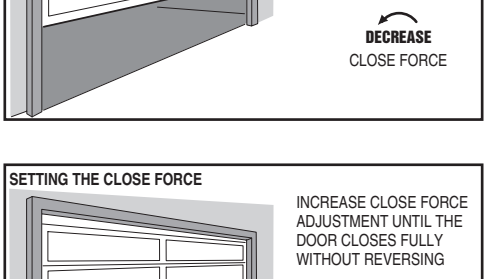 DECREASE
CLOSE FORCE
SETTING THE CLOSE FORCE
INCREASE CLOSE FORCE
ADJUSTMENT UNTIL THE
DOOR CLOSES FULLY
WITHOUT REVERSING